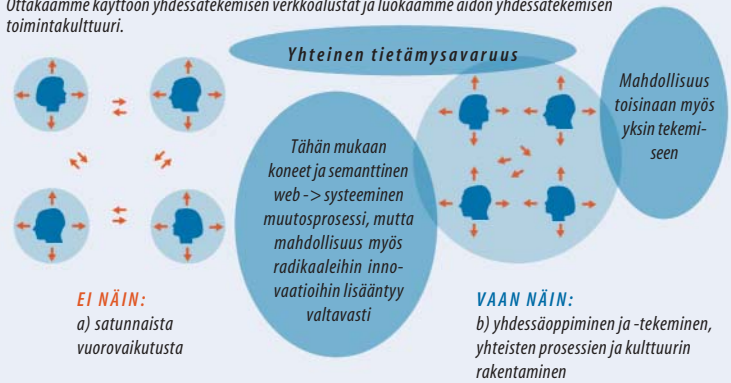 Ottakaamme käyttöön yhdessätekemisen verkkoalustat ja luokaamme aidon yhdessätekemisen
toimintakulttuuri.
Yhteinen tietämysavaruus
Mahdollisuus
toisinaan myös
yksin tekemi-
seen
Tähän mukaan
koneet ja semanttinen
web -> systeeminen
muutosprosessi, mutta
mahdollisuus myös
radikaaleihin inno-
vaatioihin lisääntyy
valtavasti
EI NÄIN:
a) satunnaista
vuorovaikutusta
VAAN NÄIN:
b) yhdessäoppiminen ja -tekeminen,
yhteisten prosessien ja kulttuurin
rakentaminen